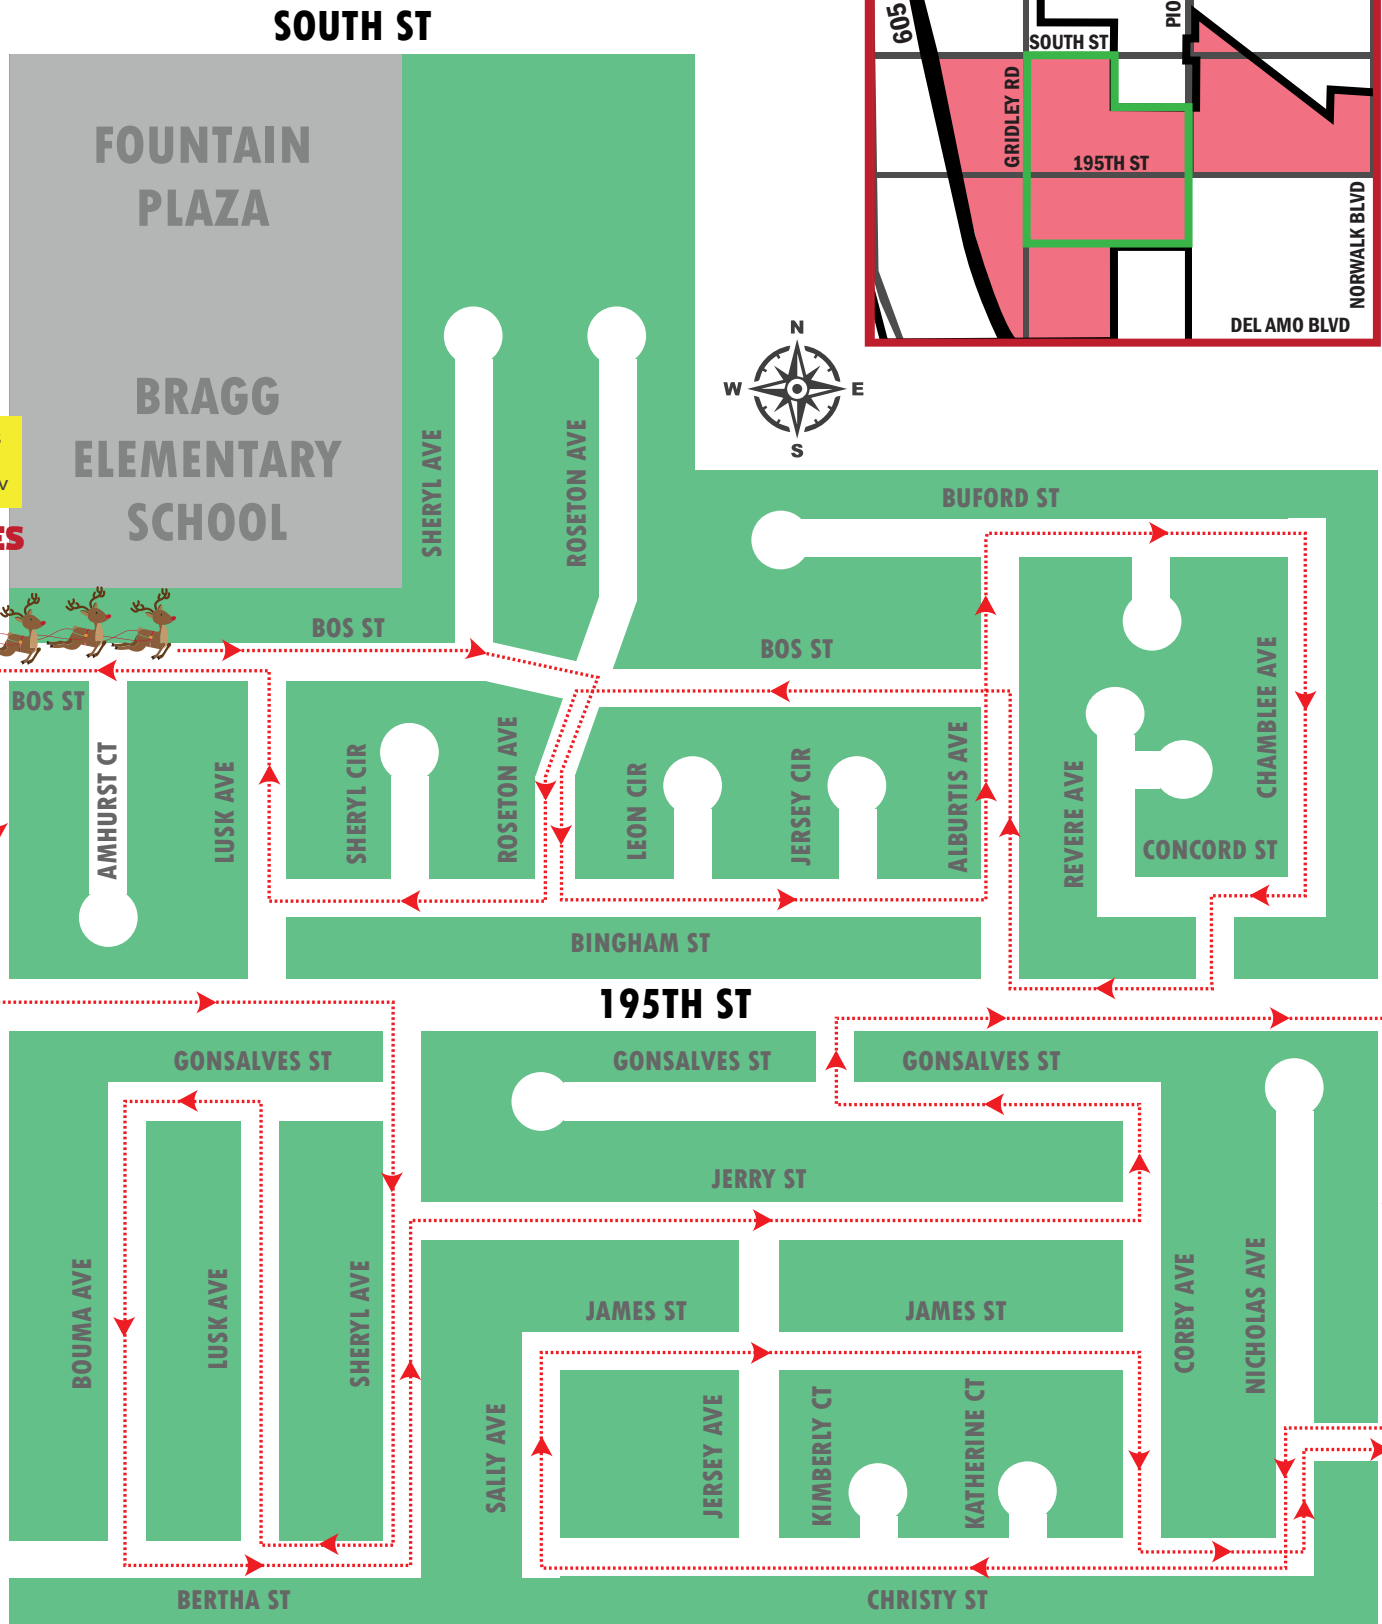 SOUTH ST
605
PIO
SOUTH ST
GRIDLEY RD
195TH ST
NORWALK BLVD
DEL AMO BLVD
FOUNTAIN
PLAZA
BRAGG
ELEMENTARY
SCHOOL
V
ES
N
W E
S
SHERYL AVE
ROSETON AVE
BUFORD ST
BOS ST
BOS ST
BOS ST
AMHURST CT
LUSK AVE
SHERYL CIR
ROSETON AVE
LEON CIR
JERSEY CIR
ALBURTIS AVE
REVERE AVE
CONCORD ST
CHAMBLEE AVE
BINGHAM ST
195TH ST
GONSALVES ST
GONSALVES ST
GONSALVES ST
JERRY ST
BOUMA AVE
LUSK AVE
SHERYL AVE
JAMES ST
JAMES ST
CORBY AVE
NICHOLAS AVE
SALLY AVE
JERSEY AVE
KIMBERLY CT
KATHERINE CT
BERTHA ST
CHRISTY ST